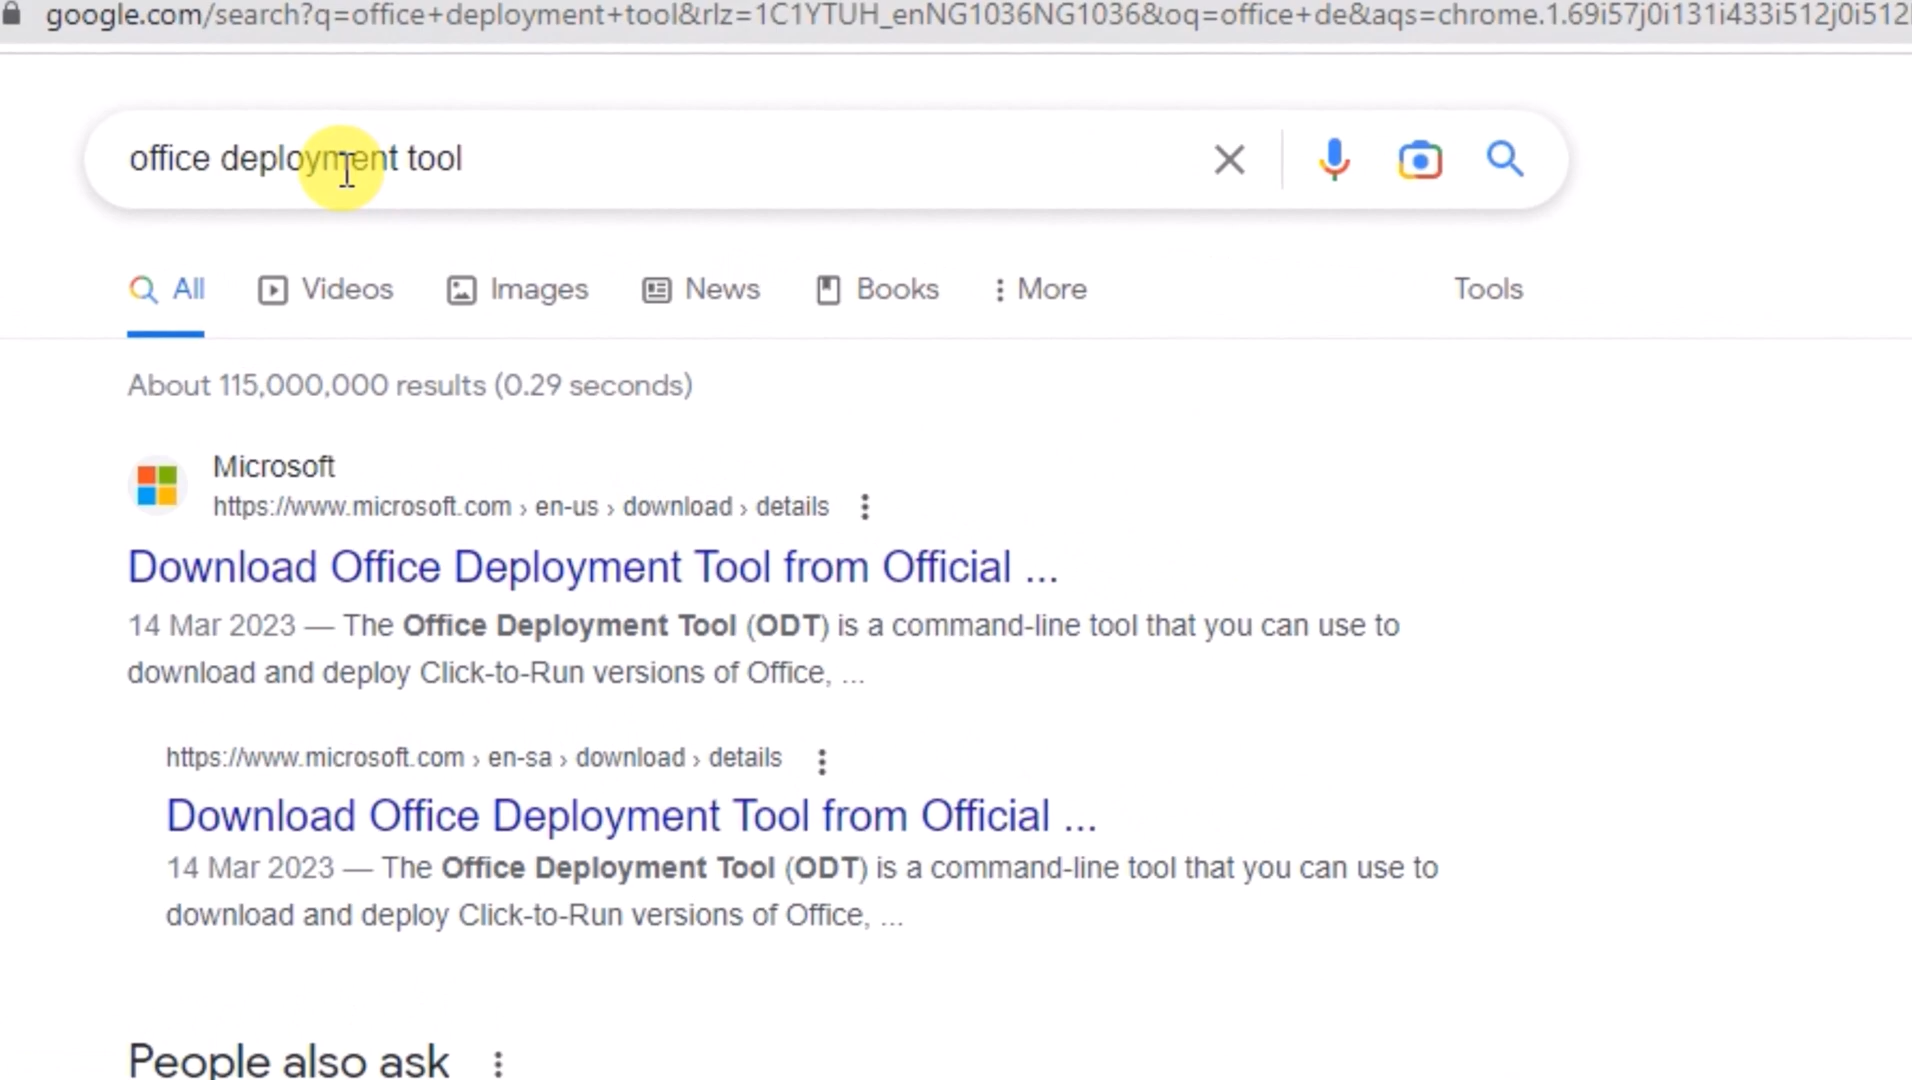 google.com/search?q=office+deployment+tool&rlz=1C1YTUH_enNG1036NG1036&oq=office+de&aqs=chrome.1.69i57j0i131i433i512j0i512
office deployment tool
All Videos Images News Books More Tools
About 115,000,000 results (0.29 seconds)
Microsoft
https://www.microsoft.com › en-us › download › details
Download Office Deployment Tool from Official ...
14 Mar 2023 — The Office Deployment Tool (ODT) is a command-line tool that you can use to
download and deploy Click-to-Run versions of Office, ...
https://www.microsoft.com › en-sa › download › details
Download Office Deployment Tool from Official ...
14 Mar 2023 — The Office Deployment Tool (ODT) is a command-line tool that you can use to
download and deploy Click-to-Run versions of Office, ...
People also ask